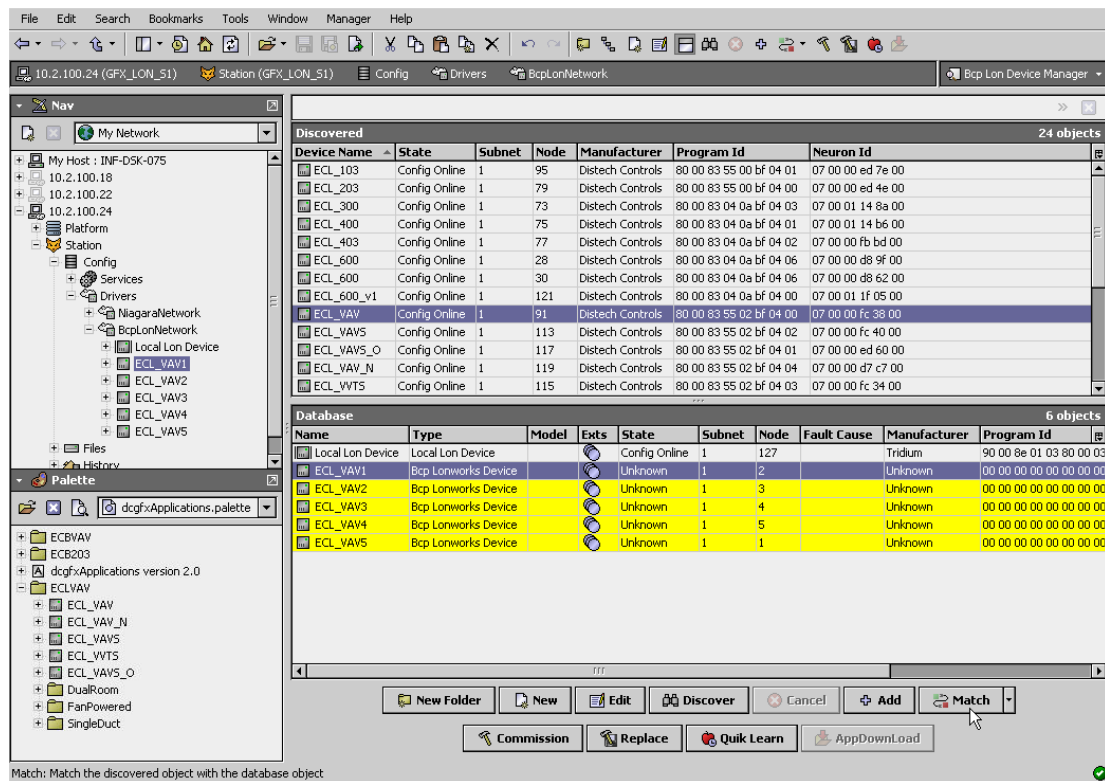 File Edit Search Bookmarks Tools Window Manager Help
10.2.100.24 (GFX_LON_S1) Station (GFX_LON_S1) Config Drivers BcpLonNetwork Bcp Lon Device Manager
Nav
My Network
My Host : INF-DSK-075
10.2.100.18
10.2.100.22
10.2.100.24
Platform
Station
Config
Services
Drivers
NiagaraNetwork
BcpLonNetwork
Local Lon Device
ECL_VAV1
ECL_VAV2
ECL_VAV3
ECL_VAV4
ECL_VAV5
Files
History
Palette
dcgfxApplications.palette
ECBVAV
ECB203
dcgfxApplications version 2.0
ECLVAV
ECL_VAV
ECL_VAV_N
ECL_VAVS
ECL_VVTS
ECL_VAVS_O
DualRoom
FanPowered
SingleDuct
Discovered 24 objects
Device Name State Subnet Node Manufacturer Program Id Neuron Id
ECL_103 Config Online 1 95 Distech Controls 80 00 83 55 00 bf 04 01 07 00 00 ed 7e 00
ECL_203 Config Online 1 79 Distech Controls 80 00 83 55 00 bf 04 00 07 00 00 ed 4e 00
ECL_300 Config Online 1 73 Distech Controls 80 00 83 04 0a bf 04 03 07 00 01 14 8a 00
ECL_400 Config Online 1 75 Distech Controls 80 00 83 04 0a bf 04 01 07 00 01 14 b6 00
ECL_403 Config Online 1 77 Distech Controls 80 00 83 04 0a bf 04 02 07 00 00 fb bd 00
ECL_600 Config Online 1 28 Distech Controls 80 00 83 04 0a bf 04 06 07 00 00 d8 9f 00
ECL_600 Config Online 1 30 Distech Controls 80 00 83 04 0a bf 04 06 07 00 00 d8 62 00
ECL_600_v1 Config Online 1 121 Distech Controls 80 00 83 04 0a bf 04 00 07 00 01 1f 05 00
ECL_VAV Config Online 1 91 Distech Controls 80 00 83 55 02 bf 04 00 07 00 00 fc 38 00
ECL_VAVS Config Online 1 113 Distech Controls 80 00 83 55 02 bf 04 02 07 00 00 fc 40 00
ECL_VAVS_O Config Online 1 117 Distech Controls 80 00 83 55 02 bf 04 01 07 00 00 ed 60 00
ECL_VAV_N Config Online 1 119 Distech Controls 80 00 83 55 02 bf 04 04 07 00 00 d7 c7 00
ECL_VVTS Config Online 1 115 Distech Controls 80 00 83 55 02 bf 04 03 07 00 00 fc 34 00
Database 6 objects
Name Type Model Exts State Subnet Node Fault Cause Manufacturer Program Id
Local Lon Device Local Lon Device Config Online 1 127 Tridium 90 00 8e 01 03 80 00 03
ECL_VAV1 Bcp Lonworks Device Unknown 1 2 Unknown 00 00 00 00 00 00 00 00
ECL_VAV2 Bcp Lonworks Device Unknown 1 3 Unknown 00 00 00 00 00 00 00 00
ECL_VAV3 Bcp Lonworks Device Unknown 1 4 Unknown 00 00 00 00 00 00 00 00
ECL_VAV4 Bcp Lonworks Device Unknown 1 5 Unknown 00 00 00 00 00 00 00 00
ECL_VAV5 Bcp Lonworks Device Unknown 1 1 Unknown 00 00 00 00 00 00 00 00
New Folder New Edit Discover Cancel Add Match
Commission Replace Quik Learn AppDownLoad
Match: Match the discovered object with the database object